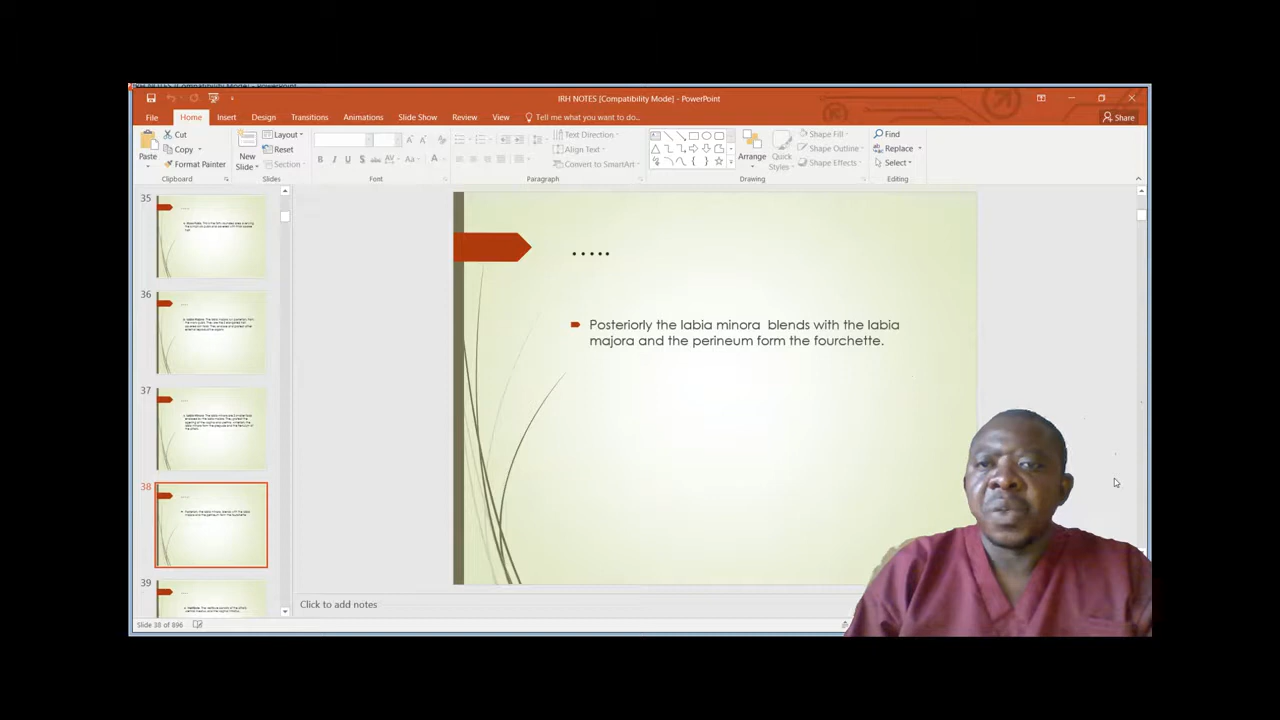 IRH NOTES [Compatibility Mode] - PowerPoint
File Home Insert Design Transitions Animations Slide Show Review View Tell me what you want to do... Share
Cut
Copy
Format Painter
Paste
Clipboard
New
Slide
Layout
Reset
Section
Slides
Font
Text Direction
Align Text
Convert to SmartArt
Paragraph
Arrange
Quick
Styles
Shape Fill
Shape Outline
Shape Effects
Drawing
Find
Replace
Select
Editing
35
36
37
38
39
.....
Posteriorly the labia minora blends with the labia
majora and the perineum form the fourchette.
Click to add notes
Slide 38 of 896